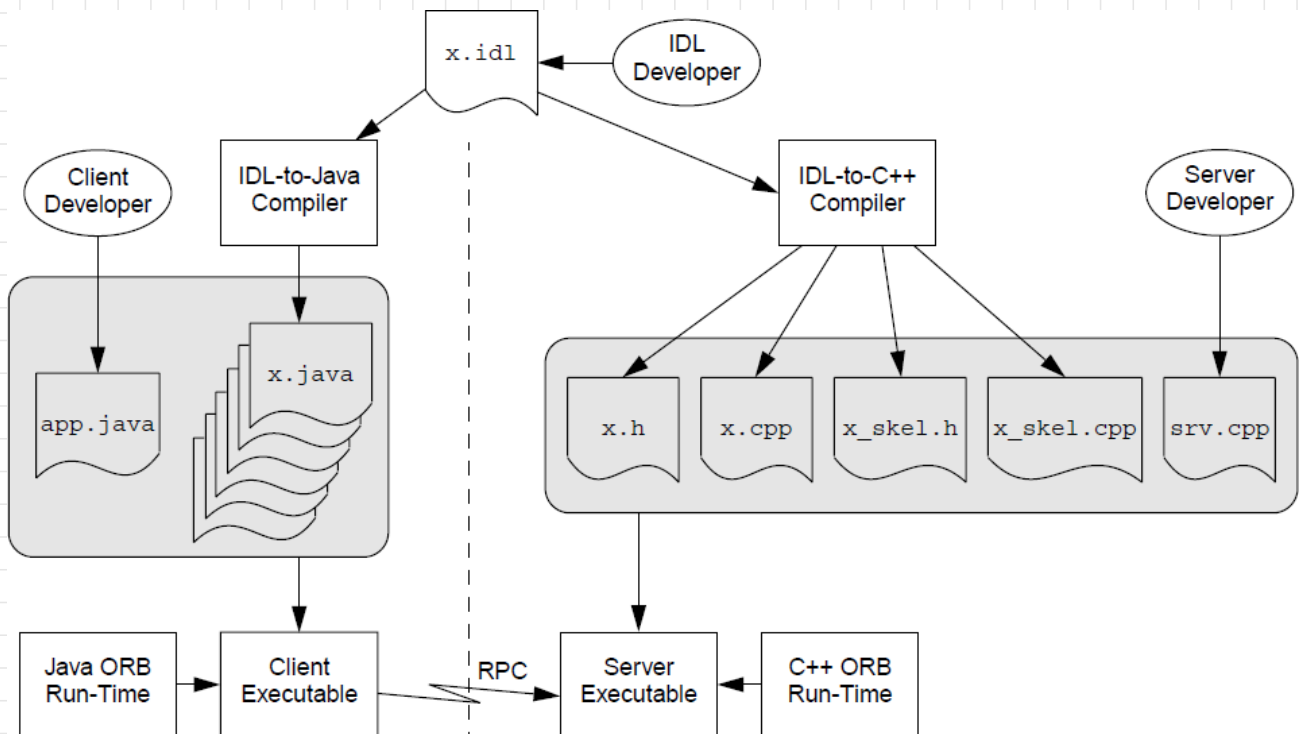 x.idl
IDL
Developer
Client
Developer
IDL-to-Java
Compiler
IDL-to-C++
Compiler
Server
Developer
app.java
x.java
x.h
x.cpp
x_skel.h
x_skel.cpp
srv.cpp
Java ORB
Run-Time
Client
Executable
RPC
Server
Executable
C++ ORB
Run-Time